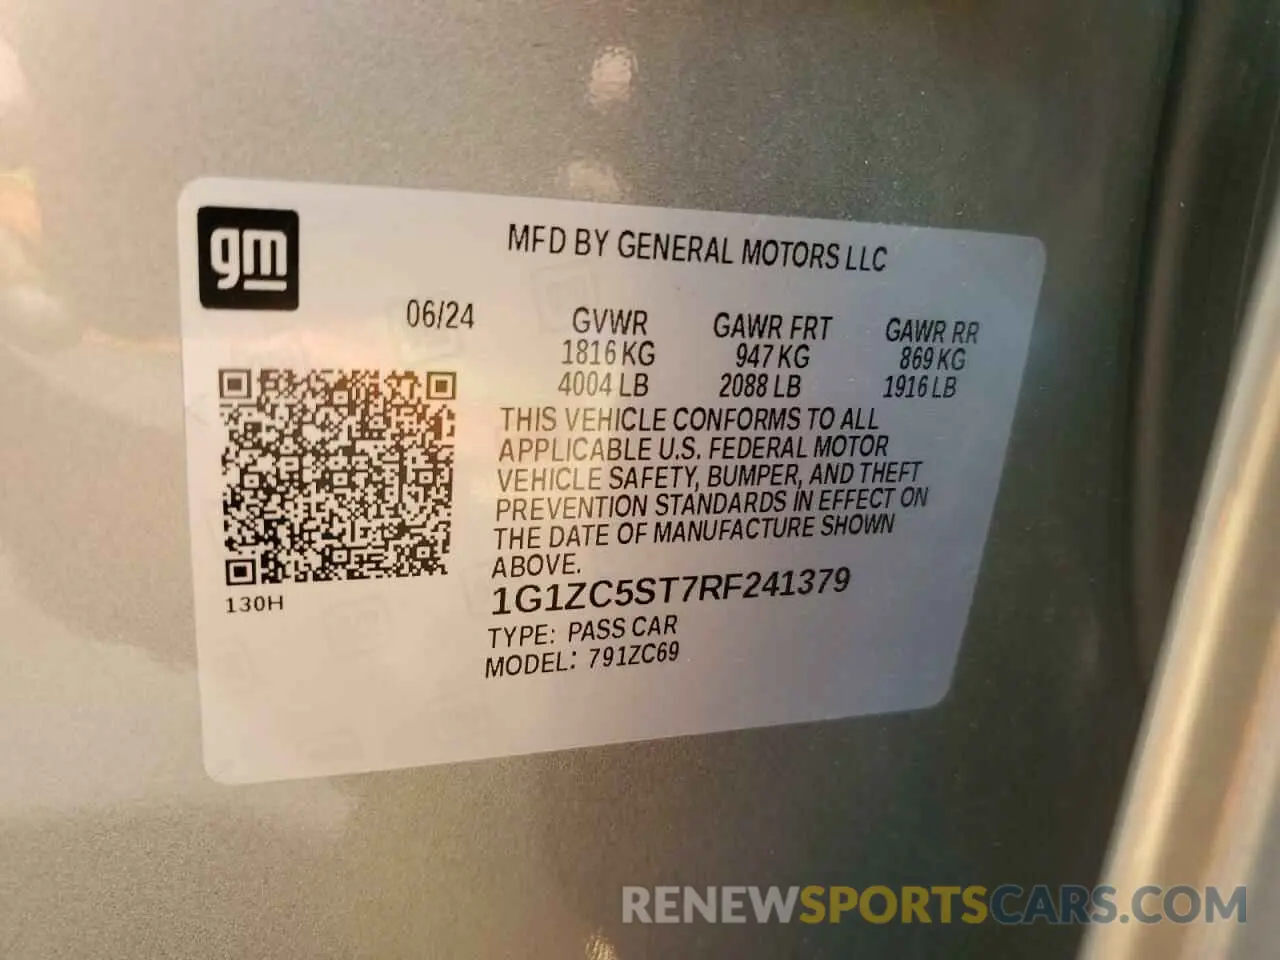 gm
MFD BY GENERAL MOTORS LLC
06/24
GVWR GAWR FRT GAWR RR
1816 KG 947 KG 869 KG
4004 LB 2088 LB 1916 LB
THIS VEHICLE CONFORMS TO ALL
APPLICABLE U.S. FEDERAL MOTOR
VEHICLE SAFETY, BUMPER, AND THEFT
PREVENTION STANDARDS IN EFFECT ON
THE DATE OF MANUFACTURE SHOWN
ABOVE.
130H
1G1ZC5ST7RF241379
TYPE: PASS CAR
MODEL: 791ZC69
RENEWSPORTSCARS.COM